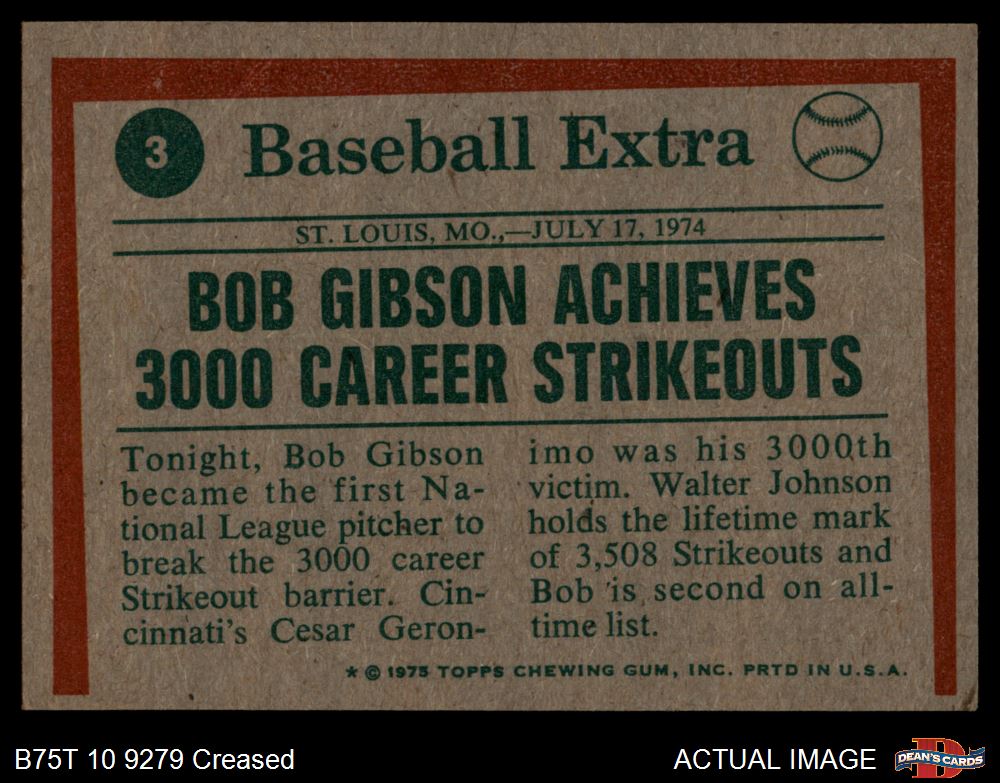 3
Baseball Extra
ST. LOUIS, MO.,—JULY 17, 1974
BOB GIBSON ACHIEVES
3000 CAREER STRIKEOUTS
Tonight, Bob Gibson
became the first Na-
tional League pitcher to
break the 3000 career
Strikeout barrier. Cin-
cinnati's Cesar Geron-
imo was his 3000th
victim. Walter Johnson
holds the lifetime mark
of 3,508 Strikeouts and
Bob is second on all-
time list.
* © 1975 TOPPS CHEWING GUM, INC. PRTD IN U.S.A.
B75T 10 9279 Creased
ACTUAL IMAGE
D
DEAN'S CARDS